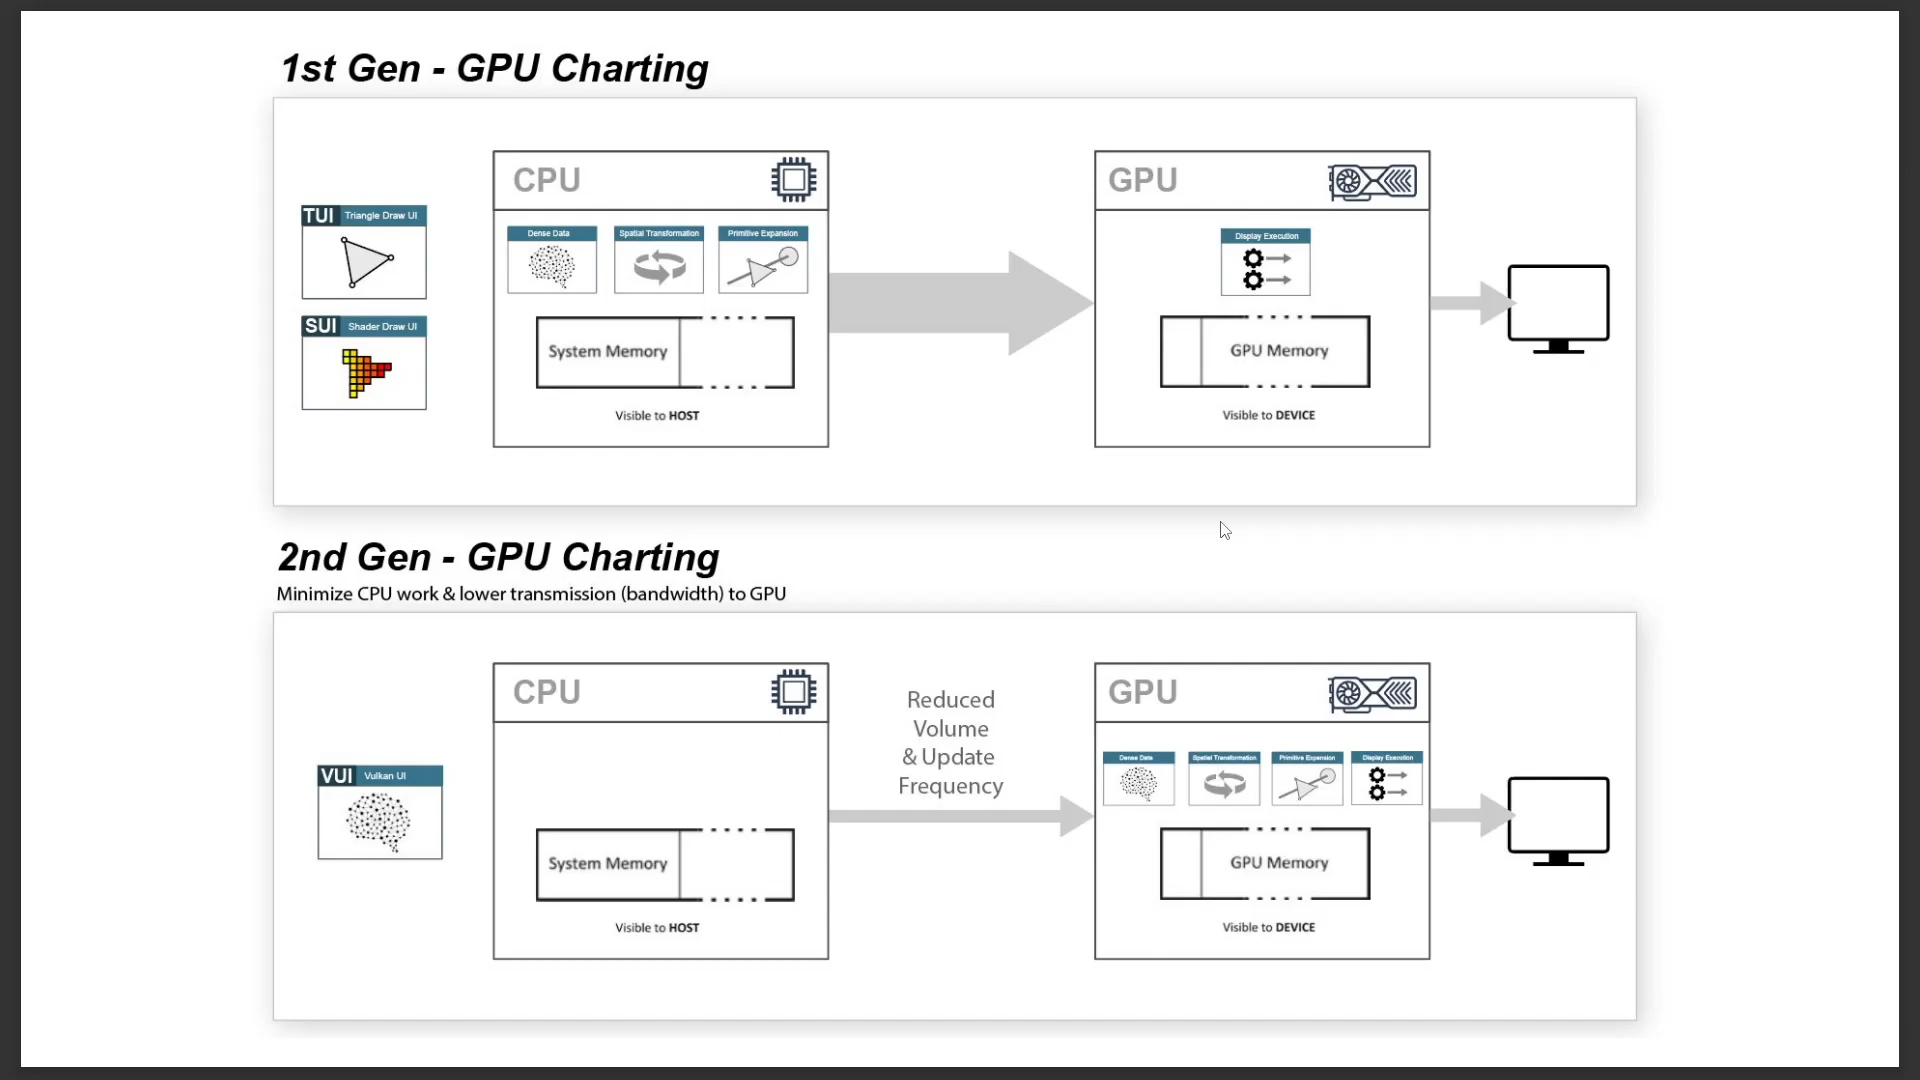 1st Gen - GPU Charting
TUI Triangle Draw UI
SUI Shader Draw UI
CPU
Dense Data
Spatial Transformation
Primitive Expansion
System Memory
Visible to HOST
GPU
Display Execution
GPU Memory
Visible to DEVICE
2nd Gen - GPU Charting
Minimize CPU work & lower transmission (bandwidth) to GPU
VUI Vulkan UI
CPU
System Memory
Visible to HOST
Reduced
Volume
& Update
Frequency
GPU
Dense Data
Spatial Transformation
Primitive Expansion
Display Execution
GPU Memory
Visible to DEVICE